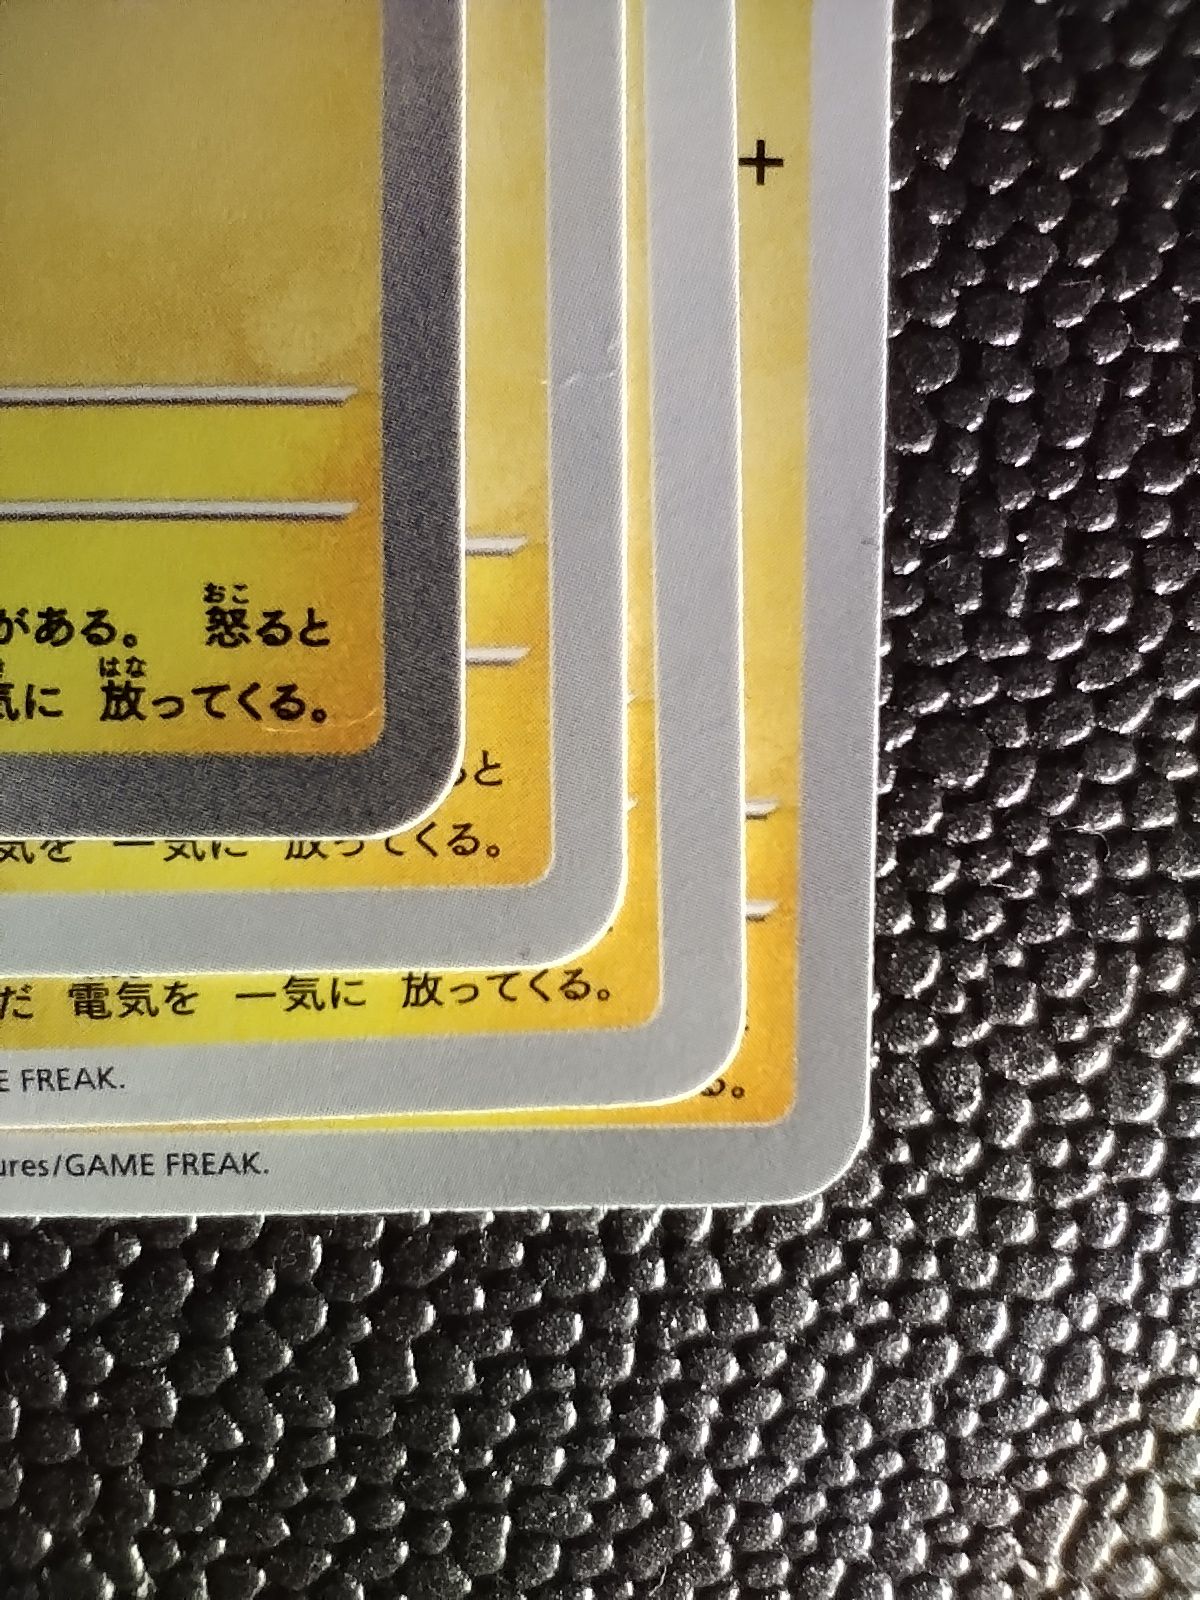 +
がある。 怒ると
おこ
気に 放ってくる。
はな
と
気を 一気に 放ってくる。
だ 電気を 一気に 放ってくる。
E FREAK.
る。
ures/GAME FREAK.